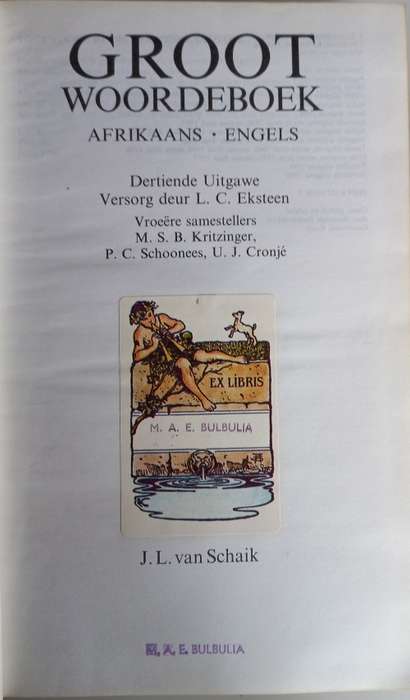 GROOT
WOORDEBOEK
AFRIKAANS · ENGELS
Dertiende Uitgawe
Versorg deur L. C. Eksteen
Vroeëre samestellers
M. S. B. Kritzinger,
P. C. Schoonees, U. J. Cronjé
EX LIBRIS
M. A. E. BULBULIA
J. L. van Schaik
M. A. E. BULBULIA